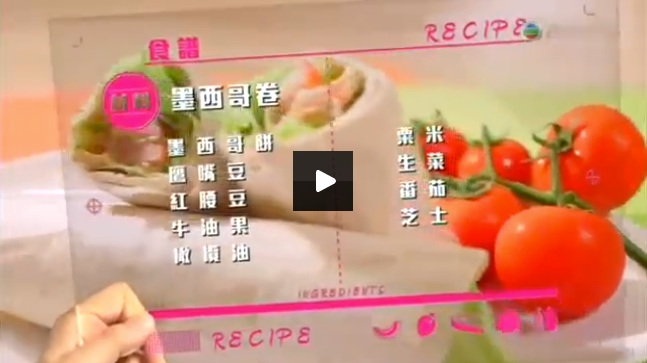 食譜
RECIPE
材料
墨西哥卷
墨西哥餅
鷹嘴豆
紅腰豆
牛油果
橄欖油
粟米
生菜
番茄
芝士
INGREDIENTS
RECIPE